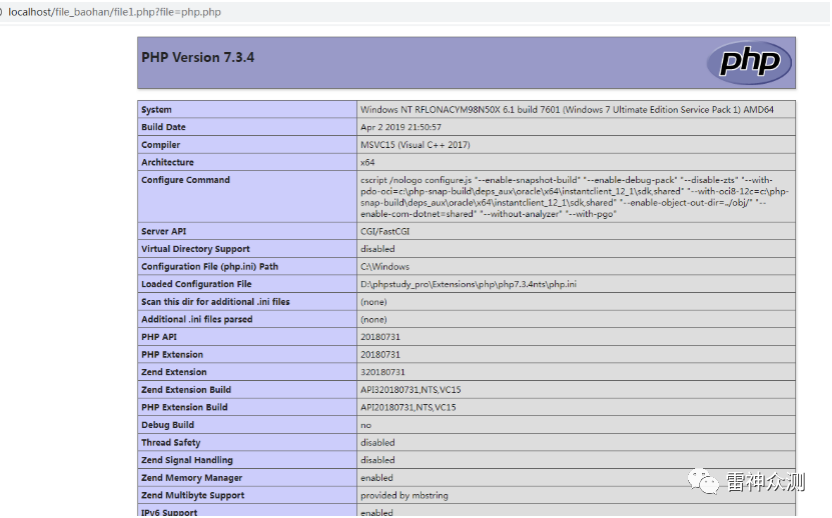 localhost/file_baohan/file1.php?file=php.php
PHP Version 7.3.4
php
System Windows NT RFLONACYM98N50X 6.1 build 7601 (Windows 7 Ultimate Edition Service Pack 1) AMD64
Build Date Apr 2 2019 21:50:57
Compiler MSVC15 (Visual C++ 2017)
Architecture x64
Configure Command cscript /nologo configure.js "--enable-snapshot-build" "--enable-debug-pack" "--disable-zts" "--with-
pdo-oci=c:\php-snap-build\deps_aux\oracle\x64\instantclient_12_1\sdk,shared" "--with-oci8-12c=c:\php-
snap-build\deps_aux\oracle\x64\instantclient_12_1\sdk,shared" "--enable-object-out-dir=../obj/" "--
enable-com-dotnet=shared" "--without-analyzer" "--with-pgo"
Server API CGI/FastCGI
Virtual Directory Support disabled
Configuration File (php.ini) Path C:\Windows
Loaded Configuration File D:\phpstudy_pro\Extensions\php\php7.3.4nts\php.ini
Scan this dir for additional .ini files (none)
Additional .ini files parsed (none)
PHP API 20180731
PHP Extension 20180731
Zend Extension 320180731
Zend Extension Build API320180731,NTS,VC15
PHP Extension Build API20180731,NTS,VC15
Debug Build no
Thread Safety disabled
Zend Signal Handling disabled
Zend Memory Manager enabled
Zend Multibyte Support provided by mbstring
IPv6 Support enabled
雷神众测